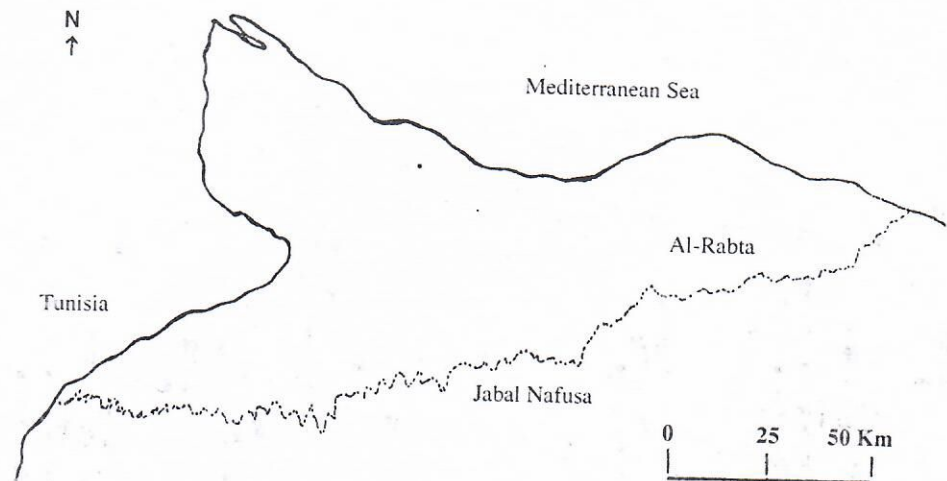 N
↑
Mediterranean Sea
Al-Rabta
Tunisia
Jabal Nafusa
0 25 50 Km